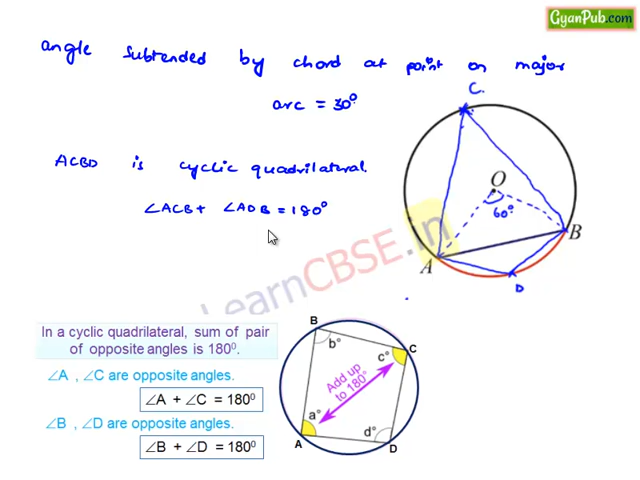 GyanPub.com
angle subtended by chord at point on major
arc = 30°
C.
ACBD is cyclic quadrilateral.
∠ACB + ∠ADB = 180°
O
60°
B
A
D
LearnCBSE.in
In a cyclic quadrilateral, sum of pair
of opposite angles is 180⁰.
∠A , ∠C are opposite angles.
∠A + ∠C = 180⁰
∠B , ∠D are opposite angles.
∠B + ∠D = 180⁰
B
b°
C
c°
Add up
to 180°
a°
d°
A
D